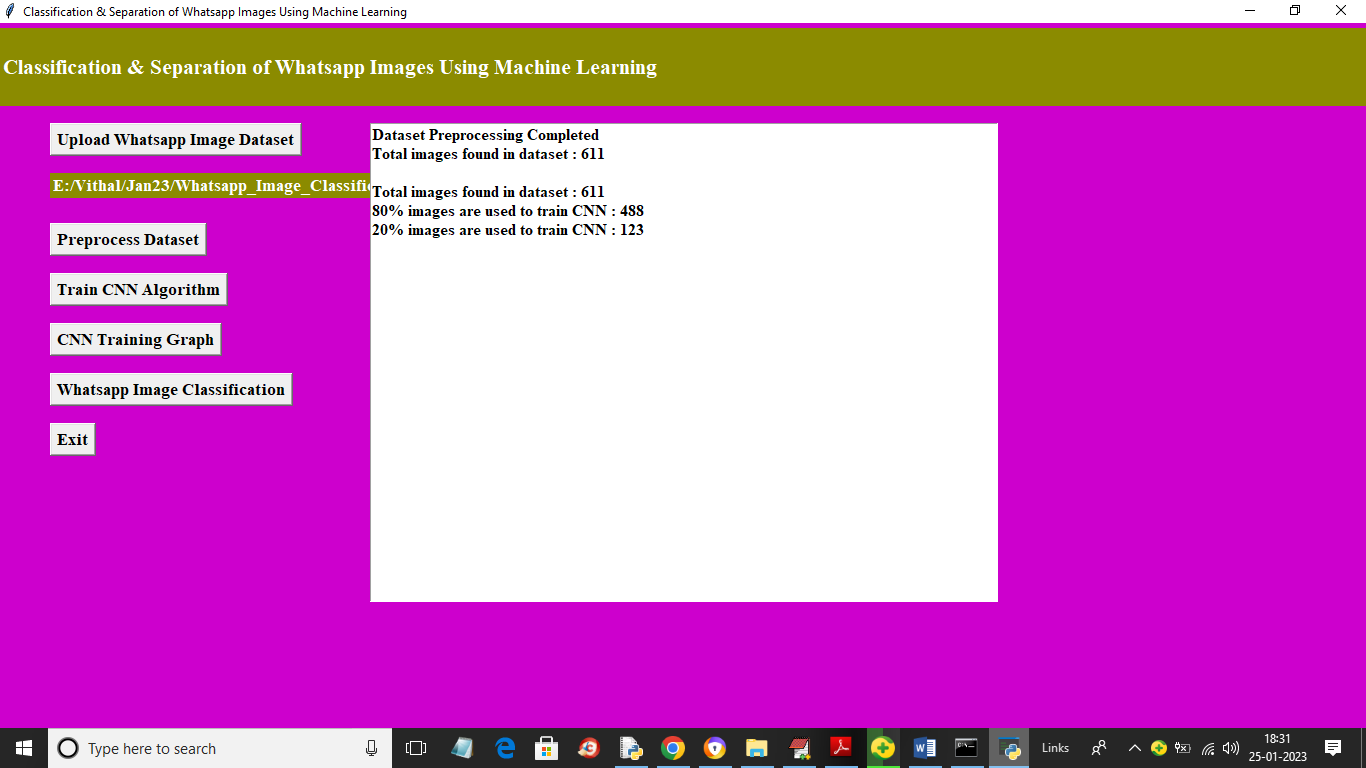 Classification & Separation of Whatsapp Images Using Machine Learning
Classification & Separation of Whatsapp Images Using Machine Learning
Upload Whatsapp Image Dataset
E:/Vithal/Jan23/Whatsapp_Image_Classifi
Preprocess Dataset
Train CNN Algorithm
CNN Training Graph
Whatsapp Image Classification
Exit
Dataset Preprocessing Completed
Total images found in dataset : 611
Total images found in dataset : 611
80% images are used to train CNN : 488
20% images are used to train CNN : 123
Type here to search
Links
18:31
25-01-2023